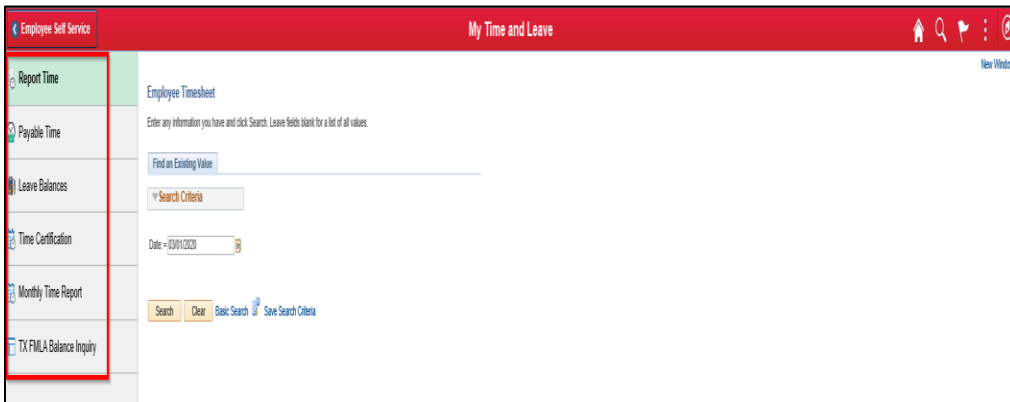 Employee Self Service
My Time and Leave
New Windo
Report Time
Payable Time
Leave Balances
Time Certification
Monthly Time Report
TX FMLA Balance Inquiry
Employee Timesheet
Enter any information you have and click Search. Leave fields blank for a list of all values.
Find an Existing Value
Search Criteria
Date: = 03/01/2020
Search Clear Basic Search Save Search Criteria